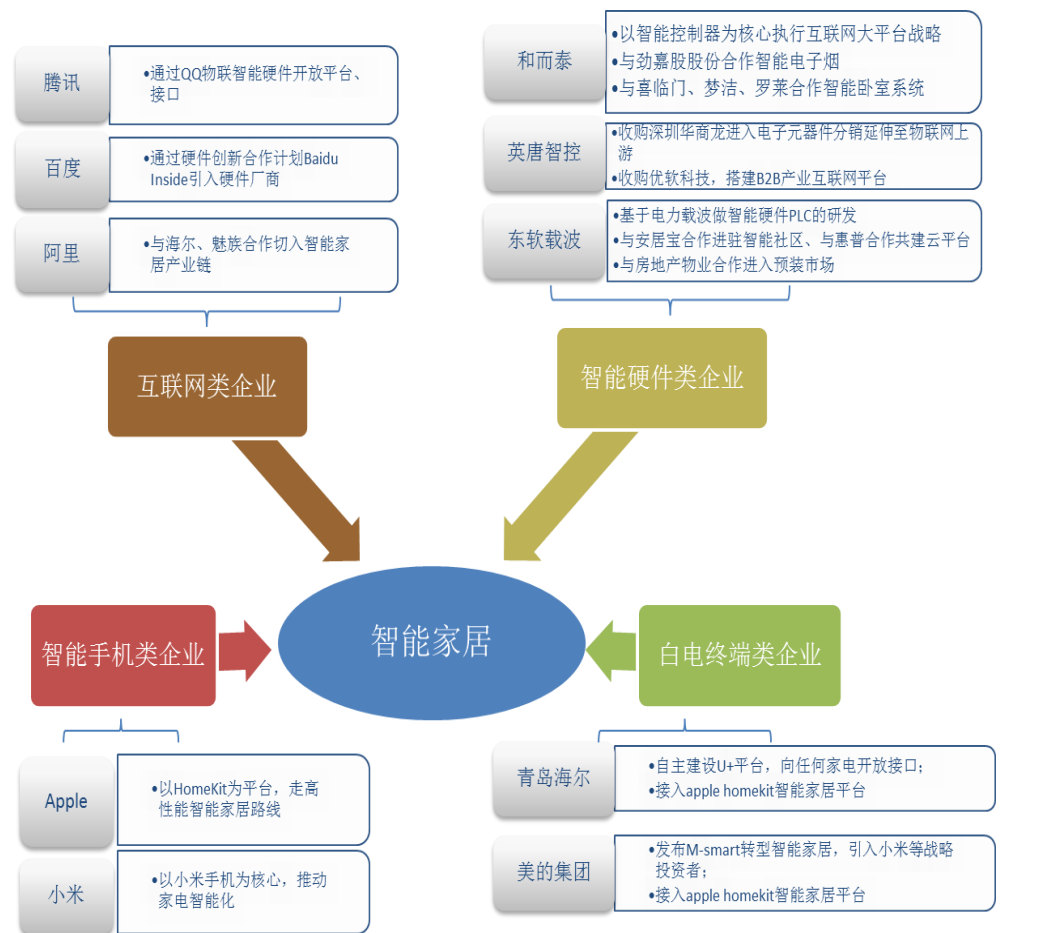 腾讯
•通过QQ物联智能硬件开放平台、
接口
百度
•通过硬件创新合作计划Baidu
Inside引入硬件厂商
阿里
•与海尔、魅族合作切入智能家
居产业链
和而泰
•以智能控制器为核心执行互联网大平台战略
•与劲嘉股股份合作智能电子烟
•与喜临门、梦洁、罗莱合作智能卧室系统
英唐智控
•收购深圳华商龙进入电子元器件分销延伸至物联网上
游
•收购优软科技，搭建B2B产业互联网平台
东软载波
•基于电力载波做智能硬件PLC的研发
•与安居宝合作进驻智能社区、与惠普合作共建云平台
•与房地产物业合作进入预装市场
互联网类企业
智能硬件类企业
智能家居
智能手机类企业
白电终端类企业
Apple
•以HomeKit为平台，走高
性能智能家居路线
小米
•以小米手机为核心，推动
家电智能化
青岛海尔
•自主建设U+平台，向任何家电开放接口；
•接入apple homekit智能家居平台
美的集团
•发布M-smart转型智能家居，引入小米等战略
投资者；
•接入apple homekit智能家居平台